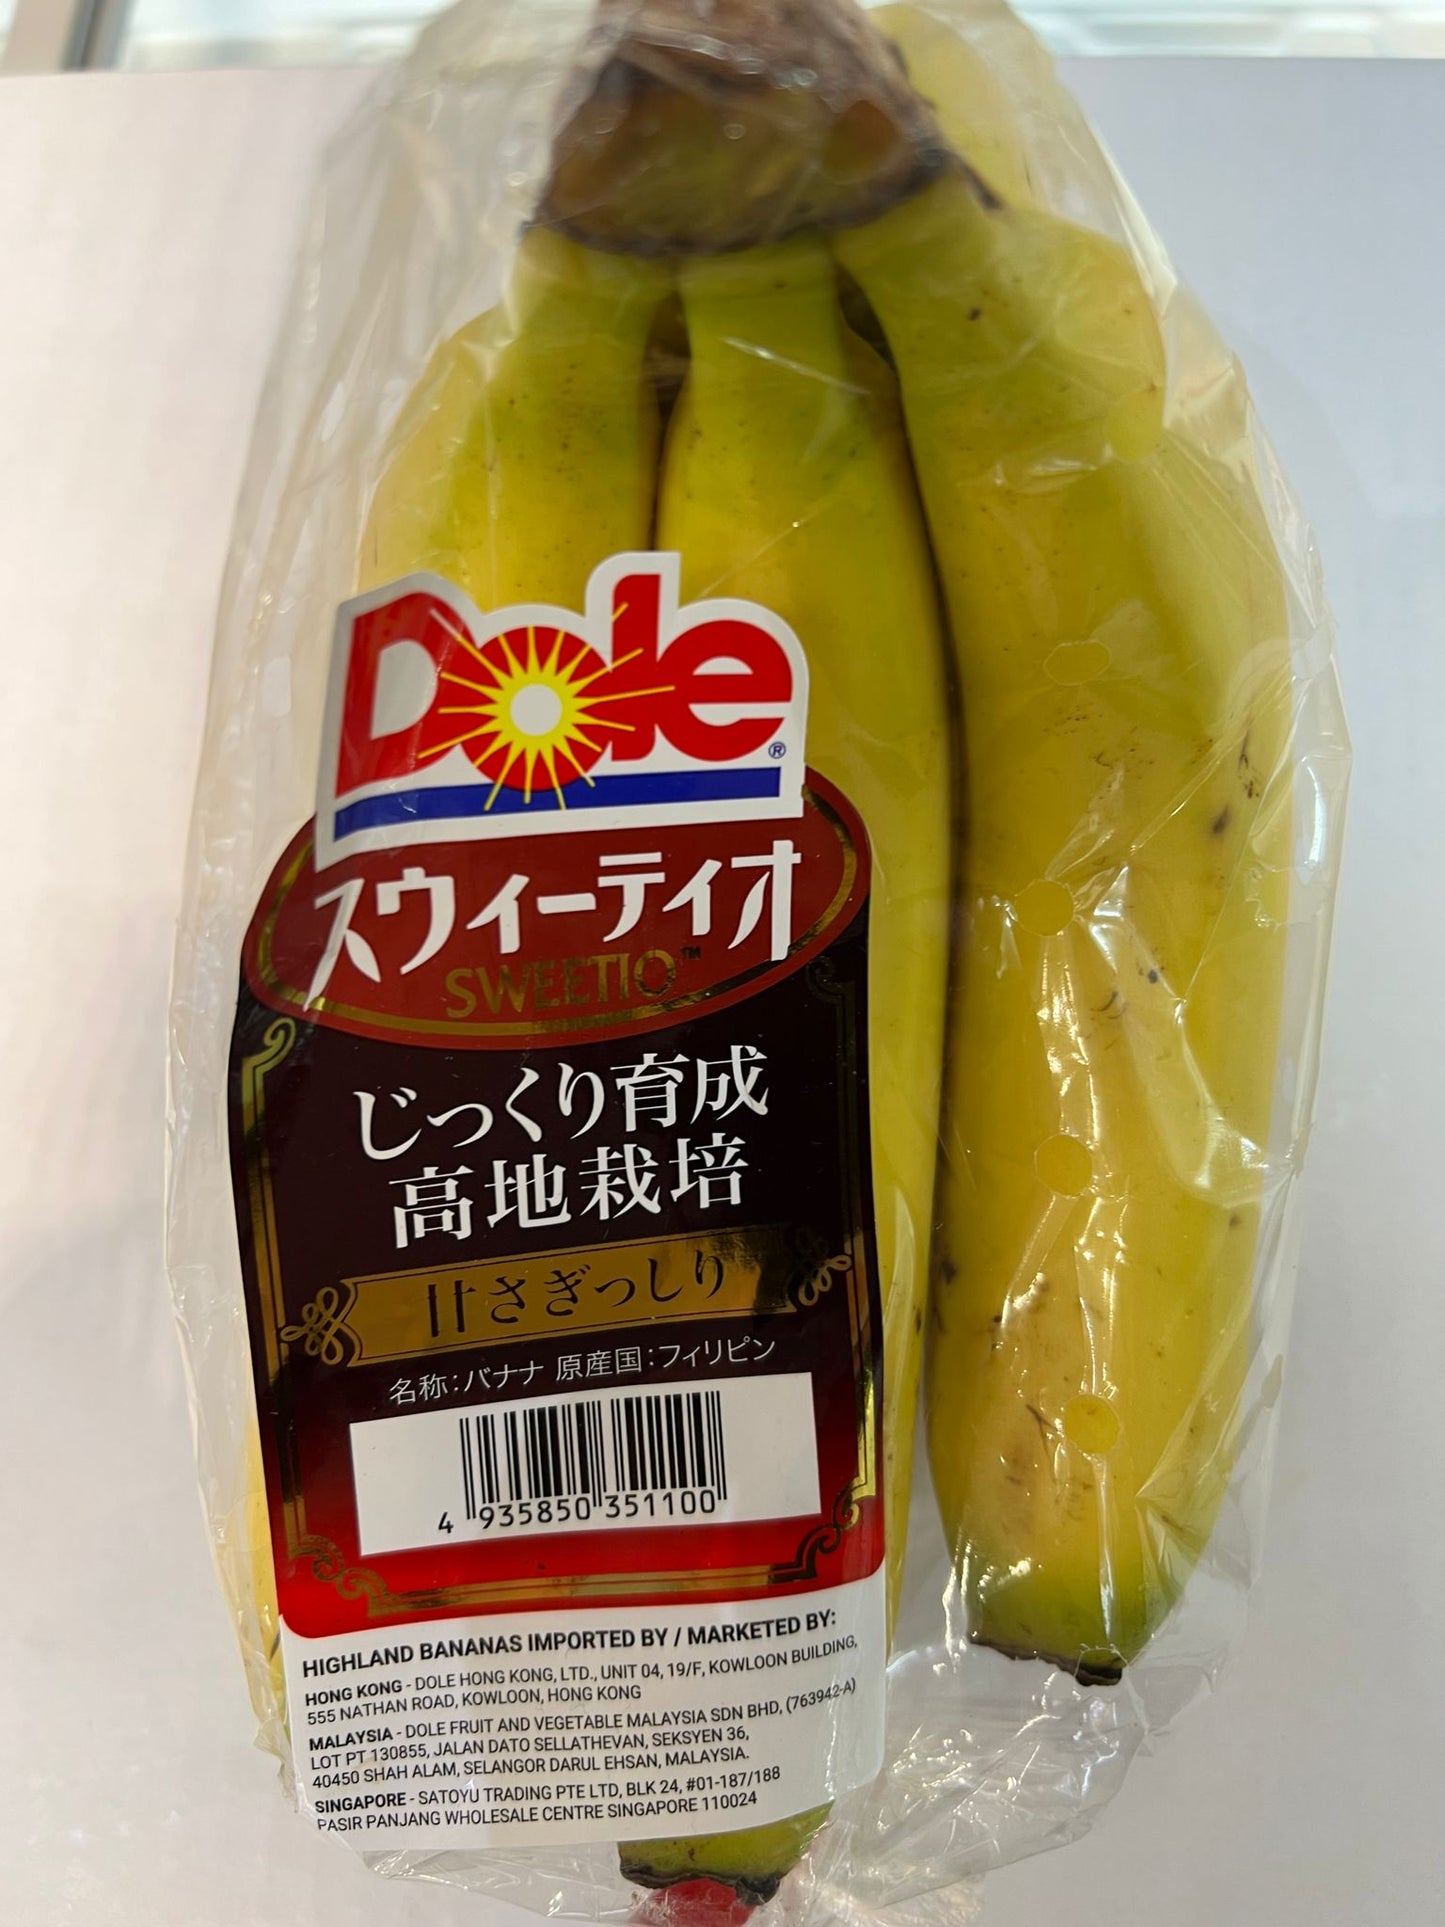 Dole®
スウィーティオ
SWEETIO™
じっくり育成
高地栽培
甘さぎっしり
名称：バナナ 原産国：フィリピン
4 935850 351100
HIGHLAND BANANAS IMPORTED BY / MARKETED BY:
HONG KONG - DOLE HONG KONG, LTD., UNIT 04, 19/F, KOWLOON BUILDING,
555 NATHAN ROAD, KOWLOON, HONG KONG
MALAYSIA - DOLE FRUIT AND VEGETABLE MALAYSIA SDN BHD, (763942-A)
LOT PT 130855, JALAN DATO SELLATHEVAN, SEKSYEN 36,
40450 SHAH ALAM, SELANGOR DARUL EHSAN, MALAYSIA.
SINGAPORE - SATOYU TRADING PTE LTD, BLK 24, #01-187/188
PASIR PANJANG WHOLESALE CENTRE SINGAPORE 110024